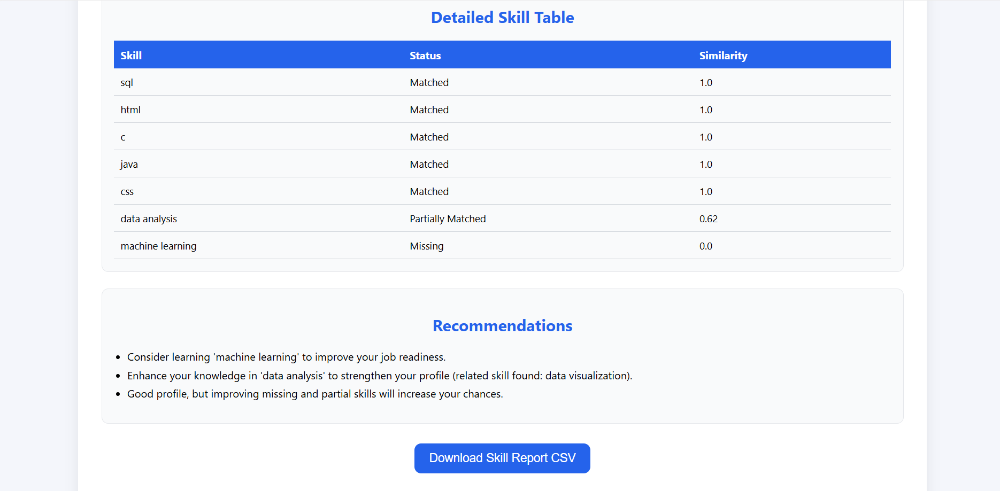 Detailed Skill Table
Skill Status Similarity
sql Matched 1.0
html Matched 1.0
c Matched 1.0
java Matched 1.0
css Matched 1.0
data analysis Partially Matched 0.62
machine learning Missing 0.0
Recommendations
• Consider learning 'machine learning' to improve your job readiness.
• Enhance your knowledge in 'data analysis' to strengthen your profile (related skill found: data visualization).
• Good profile, but improving missing and partial skills will increase your chances.
Download Skill Report CSV